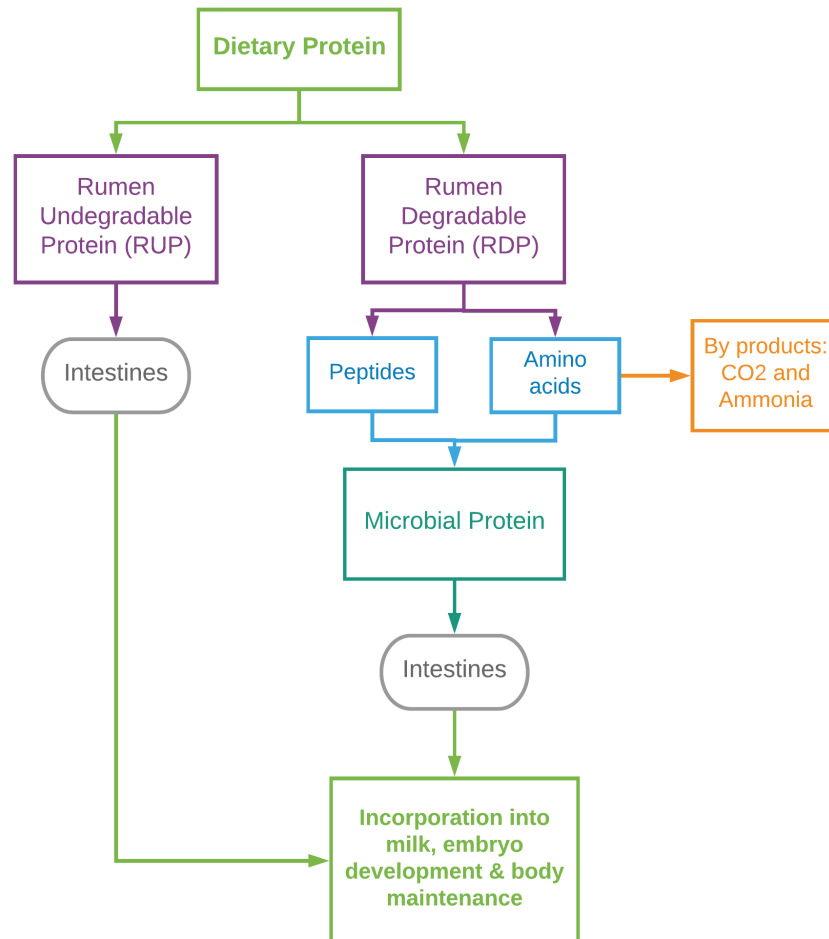 Dietary Protein
Rumen
Undegradable
Protein (RUP)
Rumen
Degradable
Protein (RDP)
Intestines
Peptides
Amino
acids
By products:
CO2 and
Ammonia
Microbial Protein
Intestines
Incorporation into
milk, embryo
development & body
maintenance